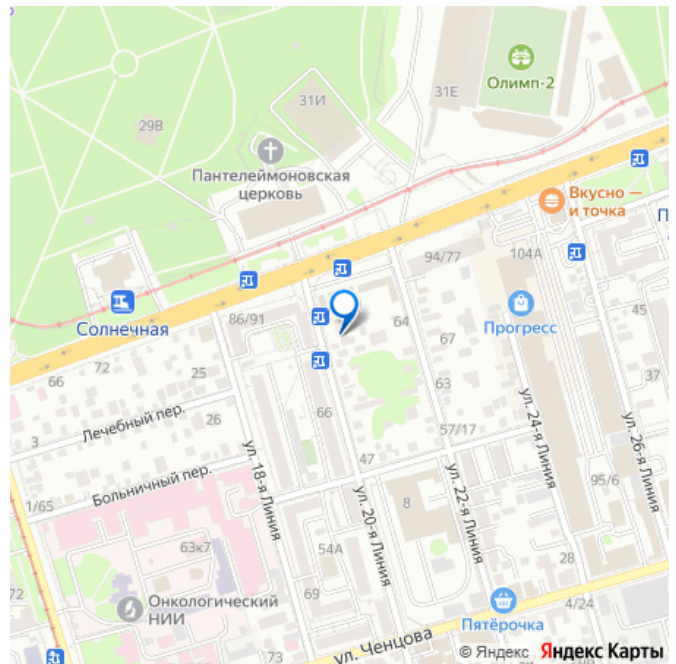 Олимп-2
31Е
31И
29В
Пантелеймоновская
церковь
Вкусно —
и точка
94/77
104А
Солнечная
86/91
64
Прогресс
67
45
66
72
25
63
37
Лечебный пер.
26
66
3
57/17
Больничный пер.
47
1/65
ул. 18-я Линия
ул. 20-я Линия
ул. 22-я Линия
ул. 24-я Линия
ул. 26-я Линия
8
95/6
63к7
54А
28
72
69
Онкологический
НИИ
Пятёрочка
4/24
73
ул. Ченцова
© Яндекс Яндекс Карты